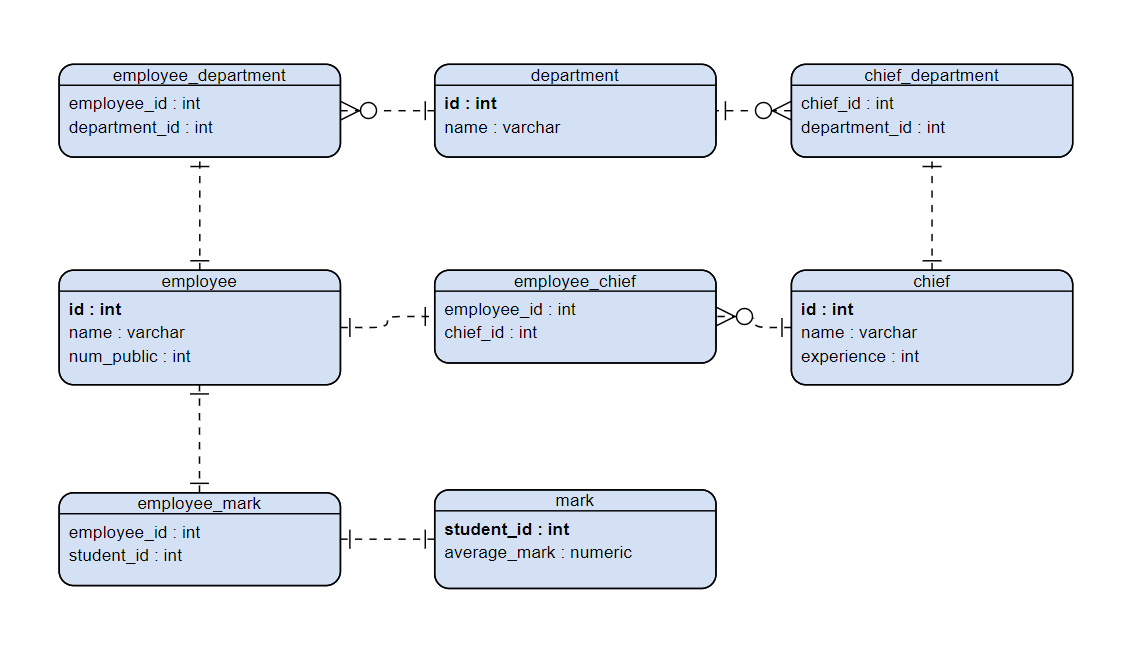 employee_department
employee_id : int
department_id : int
department
id : int
name : varchar
chief_department
chief_id : int
department_id : int
employee
id : int
name : varchar
num_public : int
employee_chief
employee_id : int
chief_id : int
chief
id : int
name : varchar
experience : int
employee_mark
employee_id : int
student_id : int
mark
student_id : int
average_mark : numeric